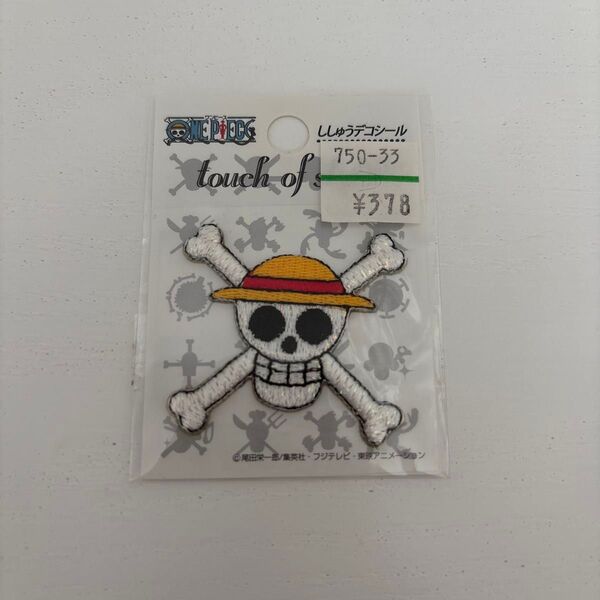 ONE PIECE
ししゅうデコシール
750-33
touch of s
¥378
©尾田栄一郎/集英社・フジテレビ・東映アニメーション